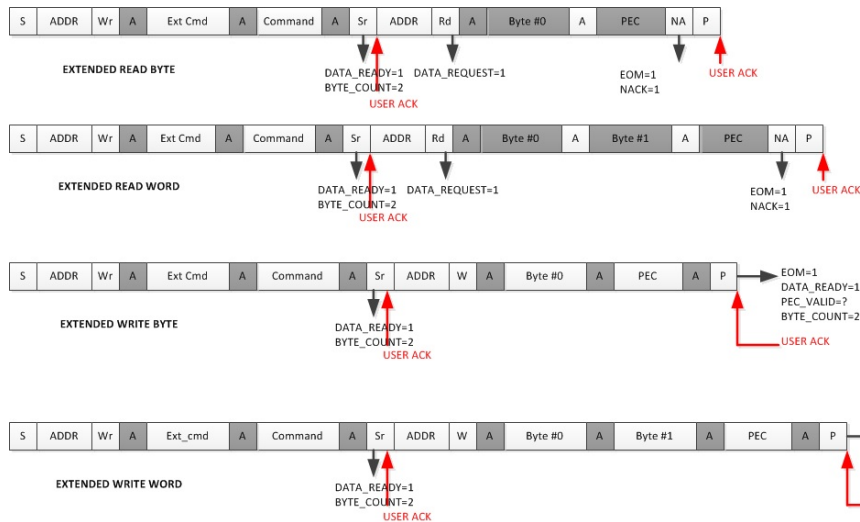 S ADDR Wr A Ext Cmd A Command A Sr ADDR Rd A Byte #0 A PEC NA P
EXTENDED READ BYTE
DATA_READY=1 DATA_REQUEST=1 EOM=1 USER ACK
BYTE_COUNT=2 NACK=1
USER ACK
S ADDR Wr A Ext Cmd A Command A Sr ADDR Rd A Byte #0 A Byte #1 A PEC NA P
EXTENDED READ WORD
DATA_READY=1 DATA_REQUEST=1 EOM=1 USER ACK
BYTE_COUNT=2 NACK=1
USER ACK
S ADDR Wr A Ext Cmd A Command A Sr ADDR W A Byte #0 A PEC A P
EOM=1
DATA_READY=1
PEC_VALID=?
BYTE_COUNT=2
EXTENDED WRITE BYTE
DATA_READY=1
BYTE_COUNT=2
USER ACK
USER ACK
S ADDR Wr A Ext_cmd A Command A Sr ADDR W A Byte #0 A Byte #1 A PEC A P
EXTENDED WRITE WORD
DATA_READY=1
BYTE_COUNT=2
USER ACK